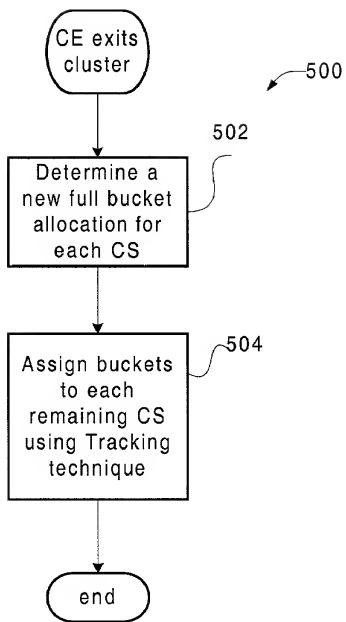 CE exits
cluster
500
502
Determine a
new full bucket
allocation for
each CS
504
Assign buckets
to each
remaining CS
using Tracking
technique
end